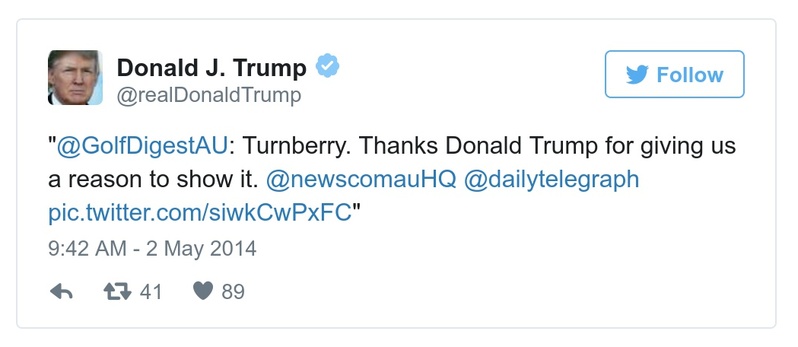 Donald J. Trump
@realDonaldTrump
Follow
"@GolfDigestAU: Turnberry. Thanks Donald Trump for giving us
a reason to show it. @newscomauHQ @dailytelegraph
pic.twitter.com/siwkCwPxFC"
9:42 AM - 2 May 2014
41 89